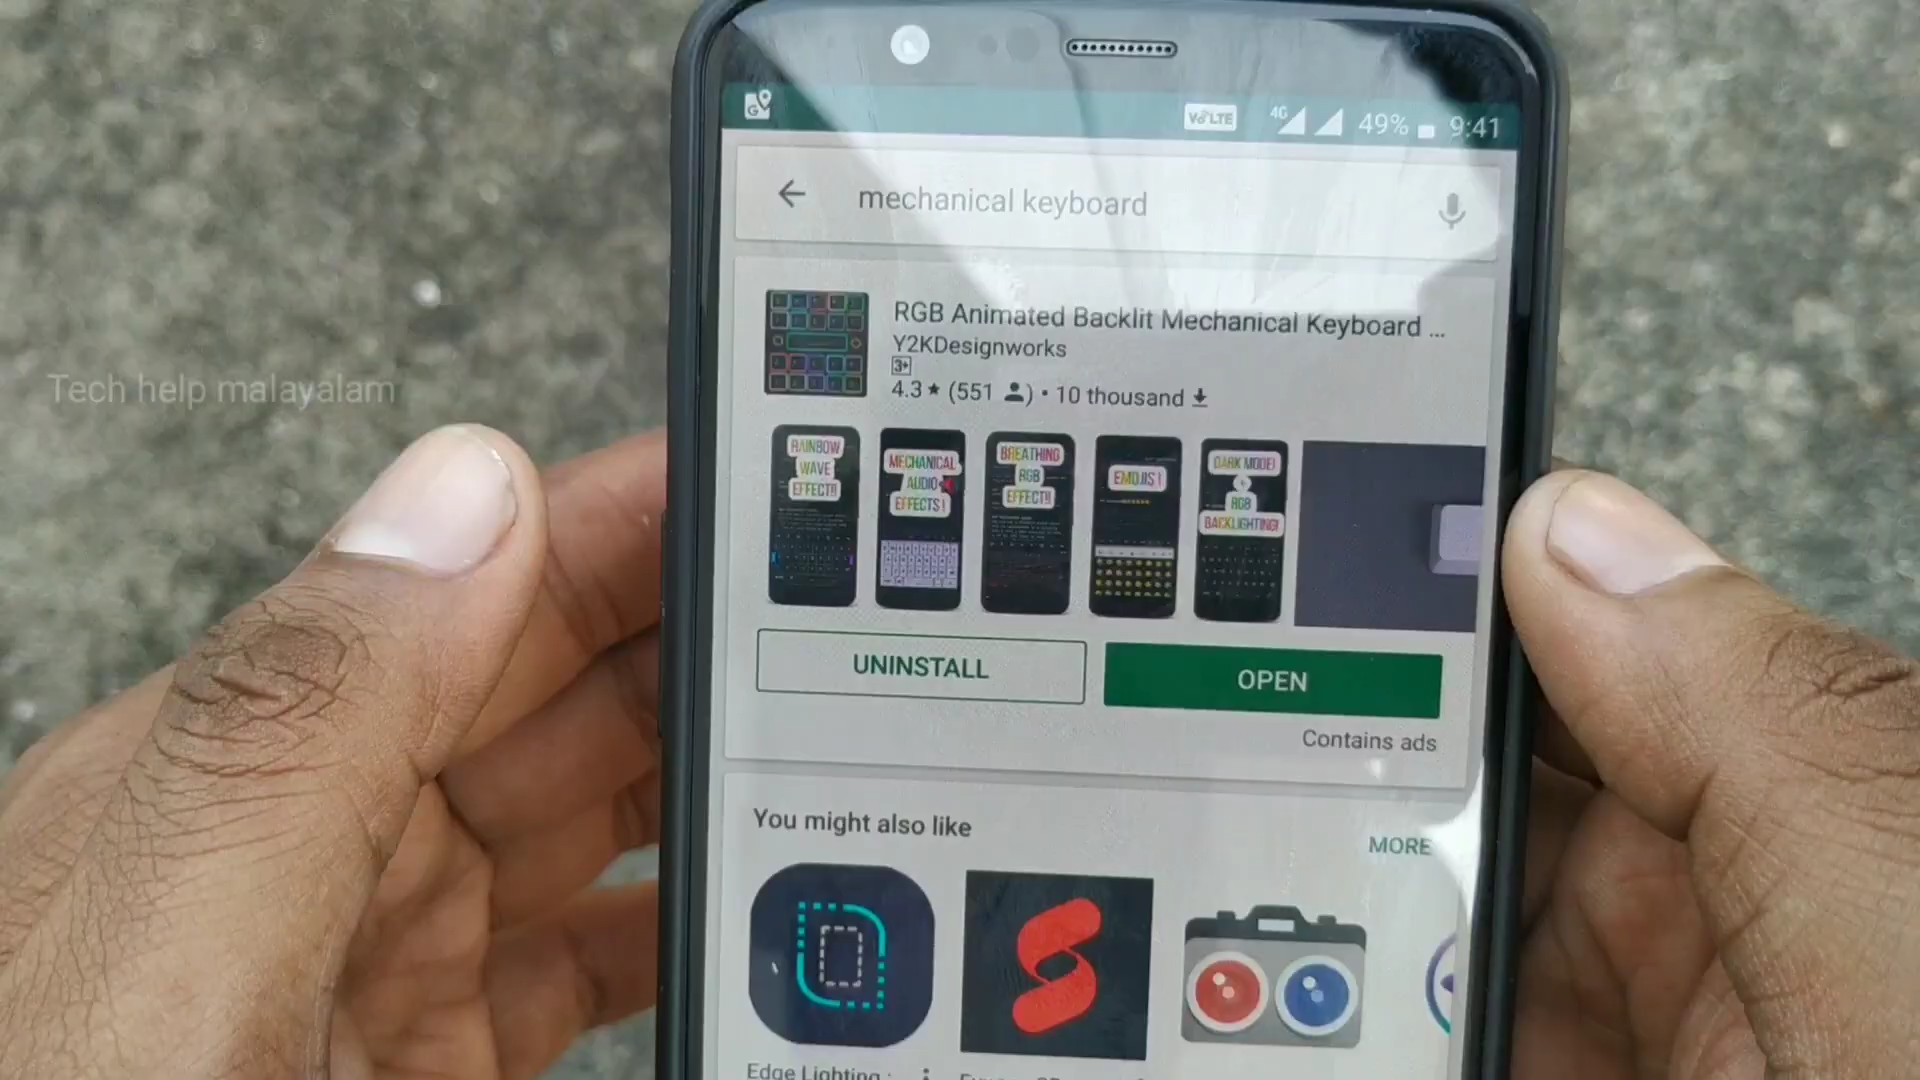 VoLTE 4G 49% 9:41
mechanical keyboard
RGB Animated Backlit Mechanical Keyboard ...
Y2KDesignworks
3+
4.3 ★ (551) • 10 thousand
Tech help malayalam
RAINBOW
WAVE
EFFECT!!
MECHANICAL
AUDIO
EFFECTS!
BREATHING
RGB
EFFECT!!
EMOJIS!
DARK MODE!
+
RGB
BACKLIGHTING!
UNINSTALL
OPEN
Contains ads
You might also like
MORE
Edge Lighting :